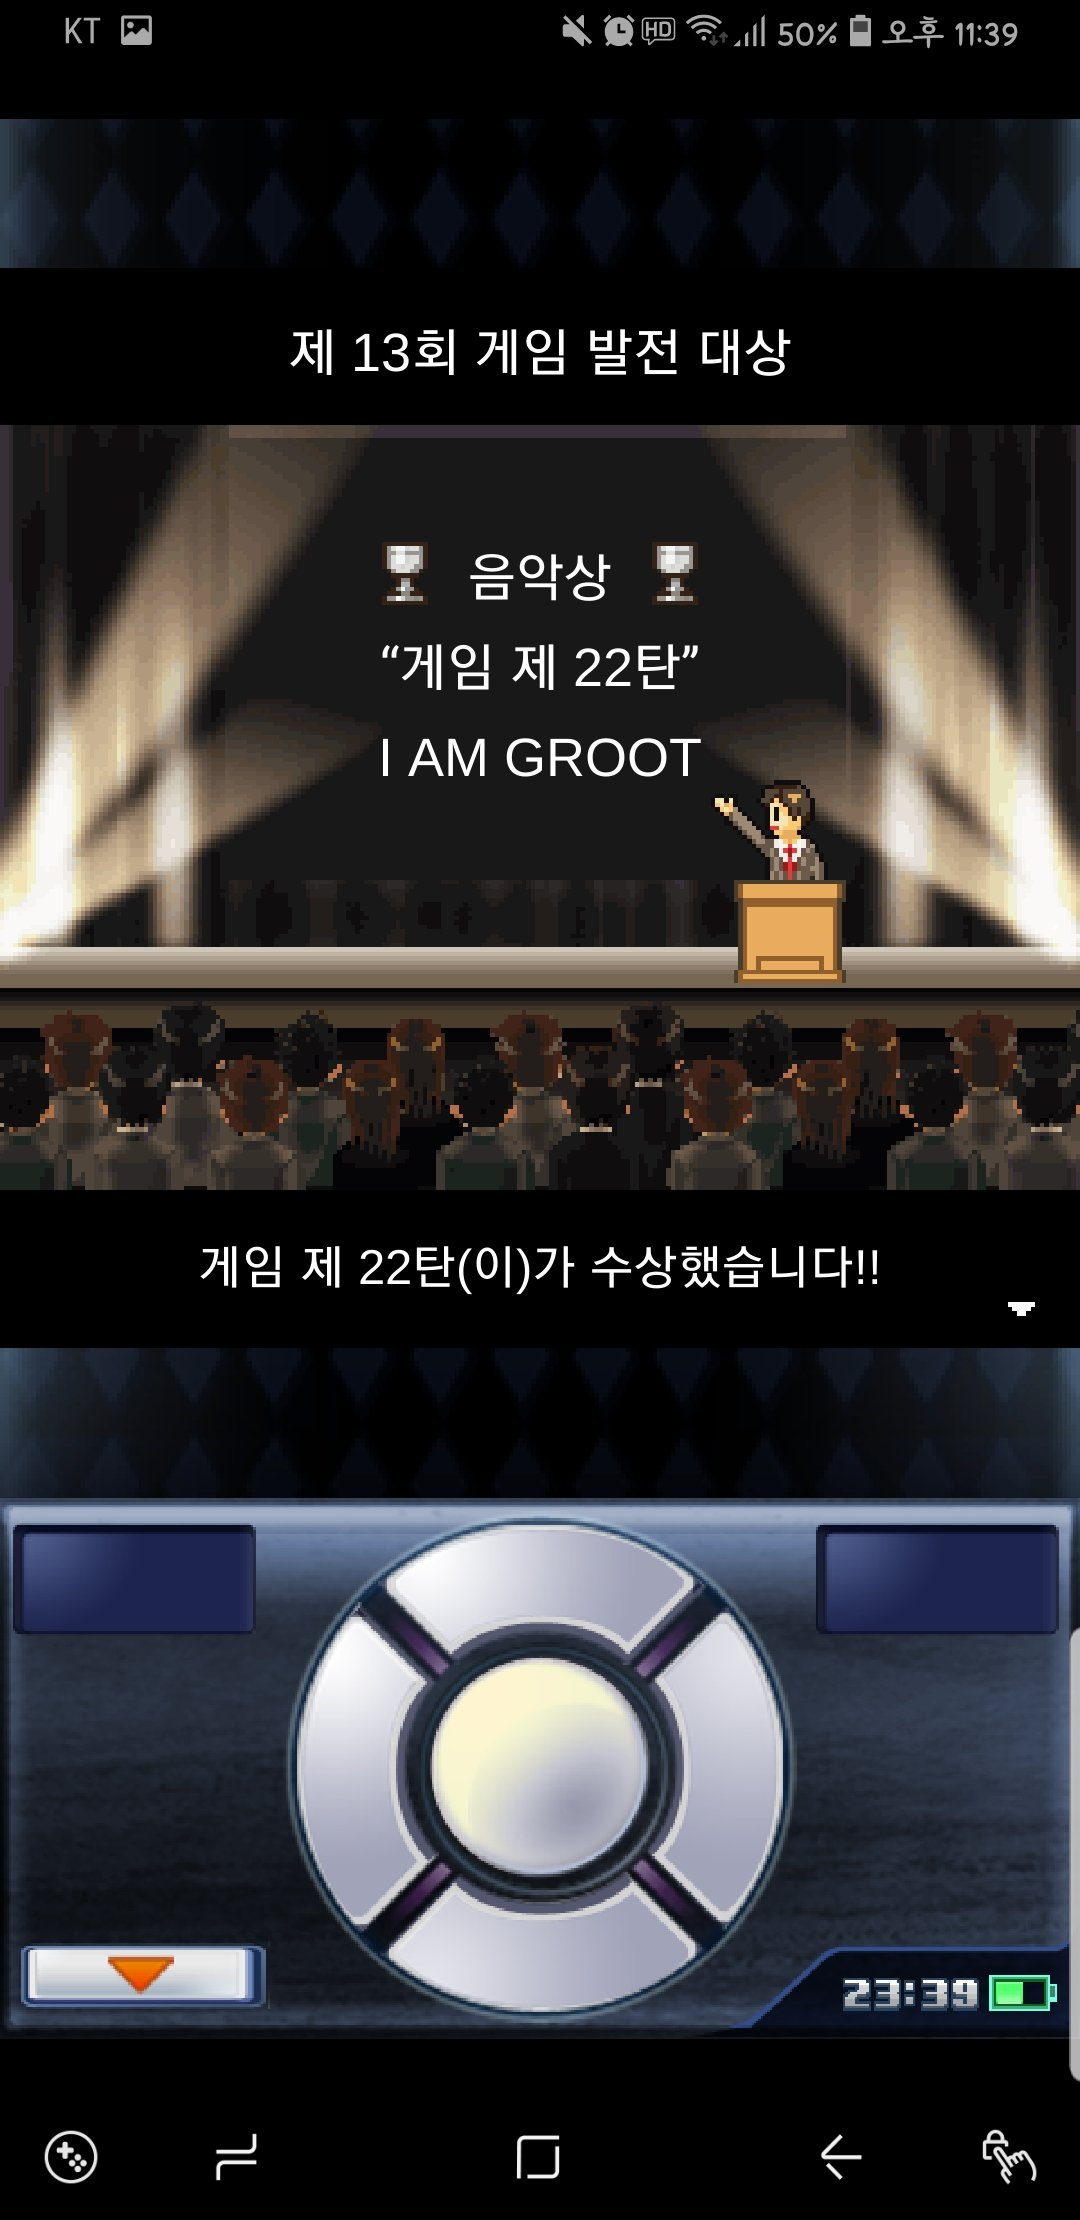 KT HD 50% 오후 11:39
제 13회 게임 발전 대상
음악상
“게임 제 22탄”
I AM GROOT
게임 제 22탄(이)가 수상했습니다!!
23:39